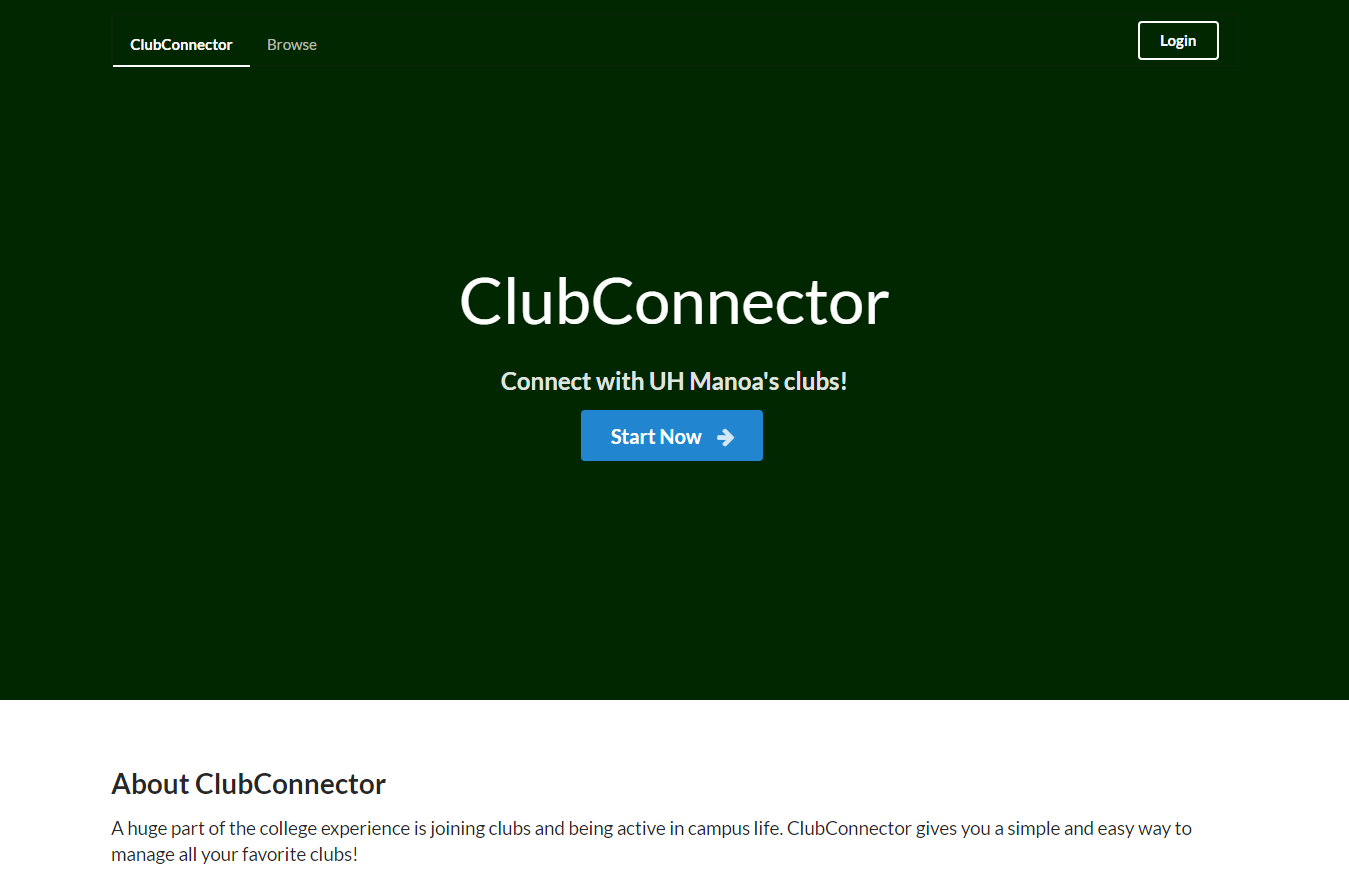 ClubConnector Browse Login
ClubConnector
Connect with UH Manoa's clubs!
Start Now
About ClubConnector
A huge part of the college experience is joining clubs and being active in campus life. ClubConnector gives you a simple and easy way to
manage all your favorite clubs!